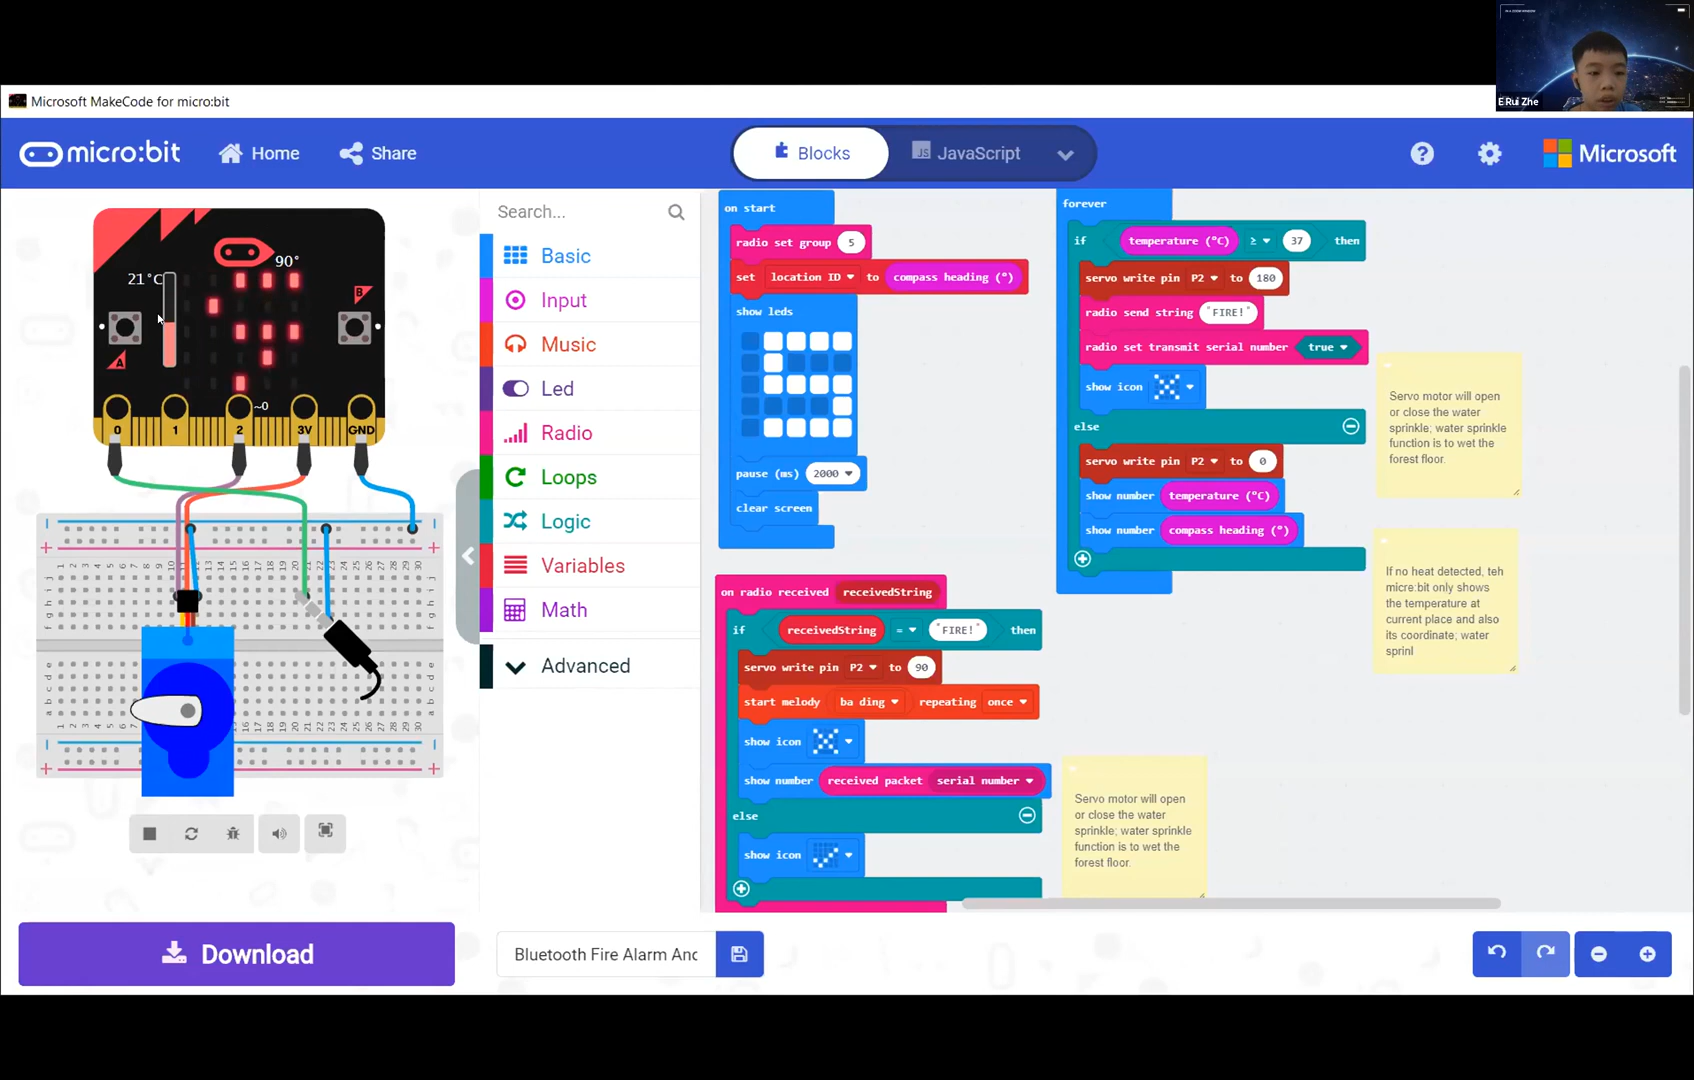 E Rui Zhe
Microsoft MakeCode for micro:bit
micro:bit
Home
Share
Blocks
JS
JavaScript
?
Microsoft
21°C
90°
A
B
~0
0
1
2
3V
GND
Search...
Basic
Input
Music
Led
Radio
Loops
Logic
Variables
Math
Advanced
on start
radio set group 5
set location ID to compass heading (°)
show leds
pause (ms) 2000
clear screen
forever
if temperature (°C) ≥ 37 then
servo write pin P2 to 180
radio send string "FIRE!"
radio set transmit serial number true
show icon
else
servo write pin P2 to 0
show number temperature (°C)
show number compass heading (°)
on radio received receivedString
if receivedString = "FIRE!" then
servo write pin P2 to 90
start melody ba ding repeating once
show icon
show number received packet serial number
else
show icon
Servo motor will open
or close the water
sprinkle; water sprinkle
function is to wet the
forest floor.
If no heat detected, teh
micre:bit only shows
the temperature at
current place and also
its coordinate; water
sprinl
Servo motor will open
or close the water
sprinkle; water sprinkle
function is to wet the
forest floor.
Download
Bluetooth Fire Alarm Anc